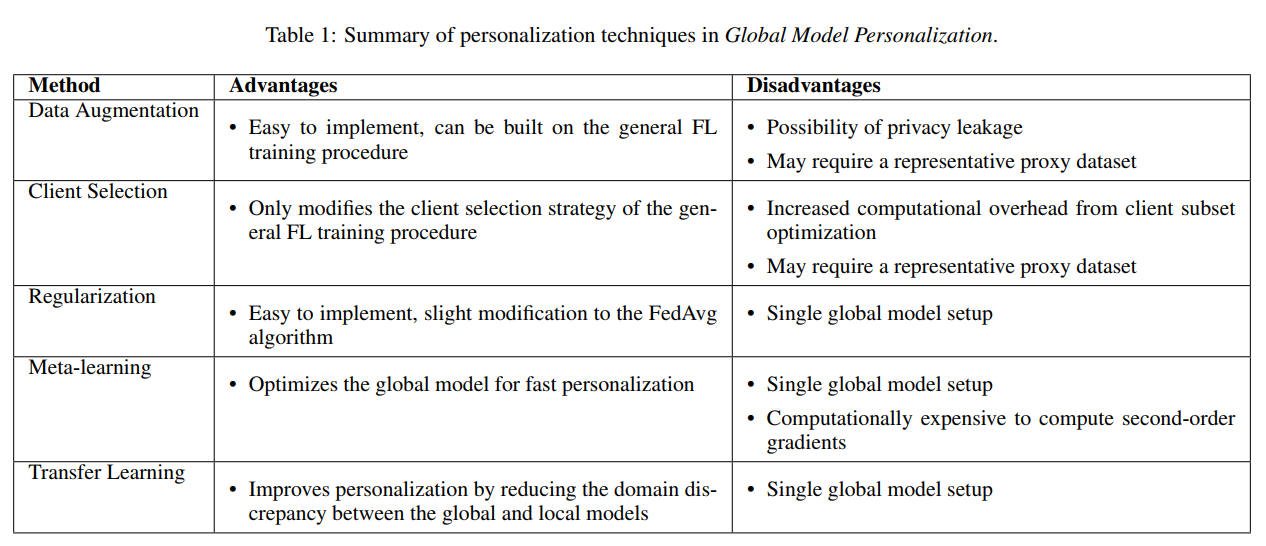 Table 1: Summary of personalization techniques in Global Model Personalization.
Method Advantages Disadvantages
Data Augmentation
• Easy to implement, can be built on the general FL
training procedure
• Possibility of privacy leakage
• May require a representative proxy dataset
Client Selection
• Only modifies the client selection strategy of the gen-
eral FL training procedure
• Increased computational overhead from client subset
optimization
• May require a representative proxy dataset
Regularization
• Easy to implement, slight modification to the FedAvg
algorithm
• Single global model setup
Meta-learning
• Optimizes the global model for fast personalization
• Single global model setup
• Computationally expensive to compute second-order
gradients
Transfer Learning
• Improves personalization by reducing the domain dis-
crepancy between the global and local models
• Single global model setup